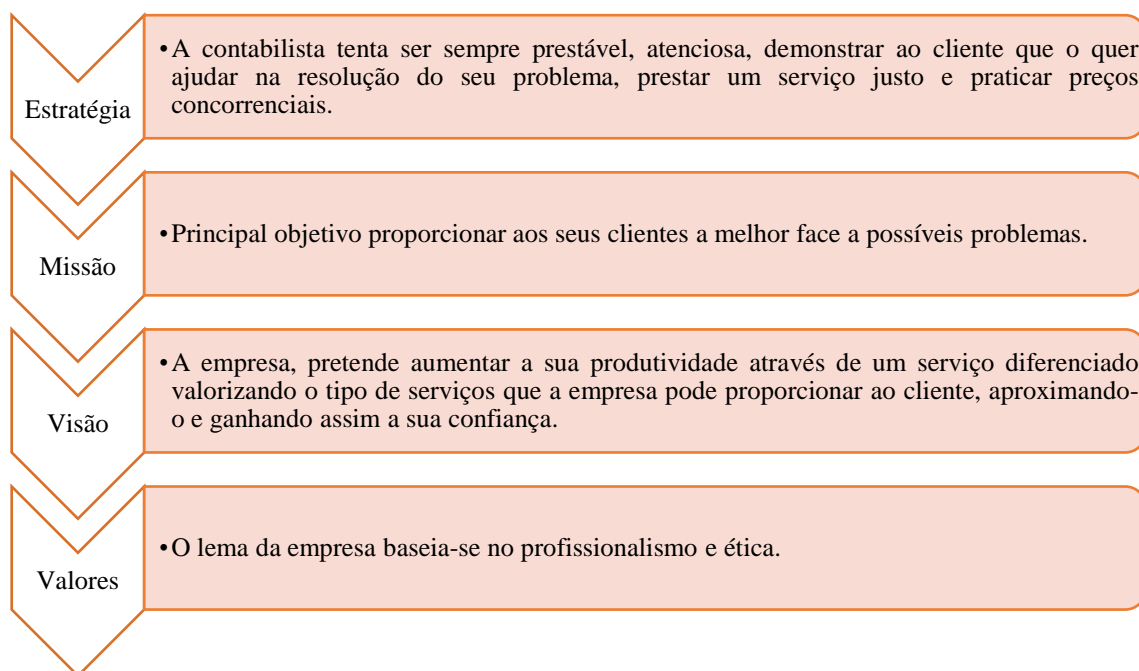 Estratégia
•A contabilista tenta ser sempre prestável, atenciosa, demonstrar ao cliente que o quer
ajudar na resolução do seu problema, prestar um serviço justo e praticar preços
concorrenciais.
Missão
•Principal objetivo proporcionar aos seus clientes a melhor face a possíveis problemas.
Visão
•A empresa, pretende aumentar a sua produtividade através de um serviço diferenciado
valorizando o tipo de serviços que a empresa pode proporcionar ao cliente, aproximando-
o e ganhando assim a sua confiança.
Valores
•O lema da empresa baseia-se no profissionalismo e ética.